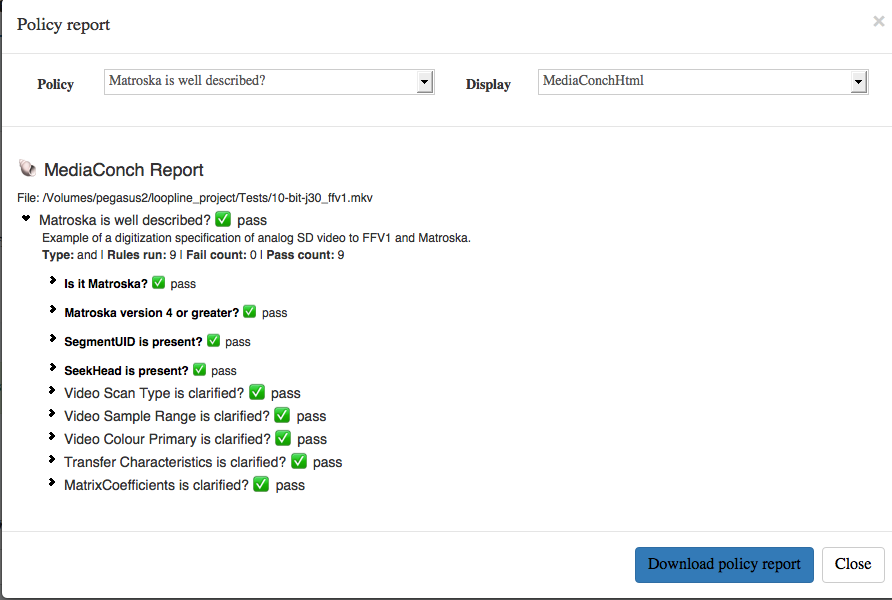 Policy report ×
Policy Matroska is well described? Display MediaConchHtml
MediaConch Report
File: /Volumes/pegasus2/loopline_project/Tests/10-bit-j30_ffv1.mkv
Matroska is well described? ✅ pass
Example of a digitization specification of analog SD video to FFV1 and Matroska.
Type: and | Rules run: 9 | Fail count: 0 | Pass count: 9
Is it Matroska? ✅ pass
Matroska version 4 or greater? ✅ pass
SegmentUID is present? ✅ pass
SeekHead is present? ✅ pass
Video Scan Type is clarified? ✅ pass
Video Sample Range is clarified? ✅ pass
Video Colour Primary is clarified? ✅ pass
Transfer Characteristics is clarified? ✅ pass
MatrixCoefficients is clarified? ✅ pass
Download policy report Close